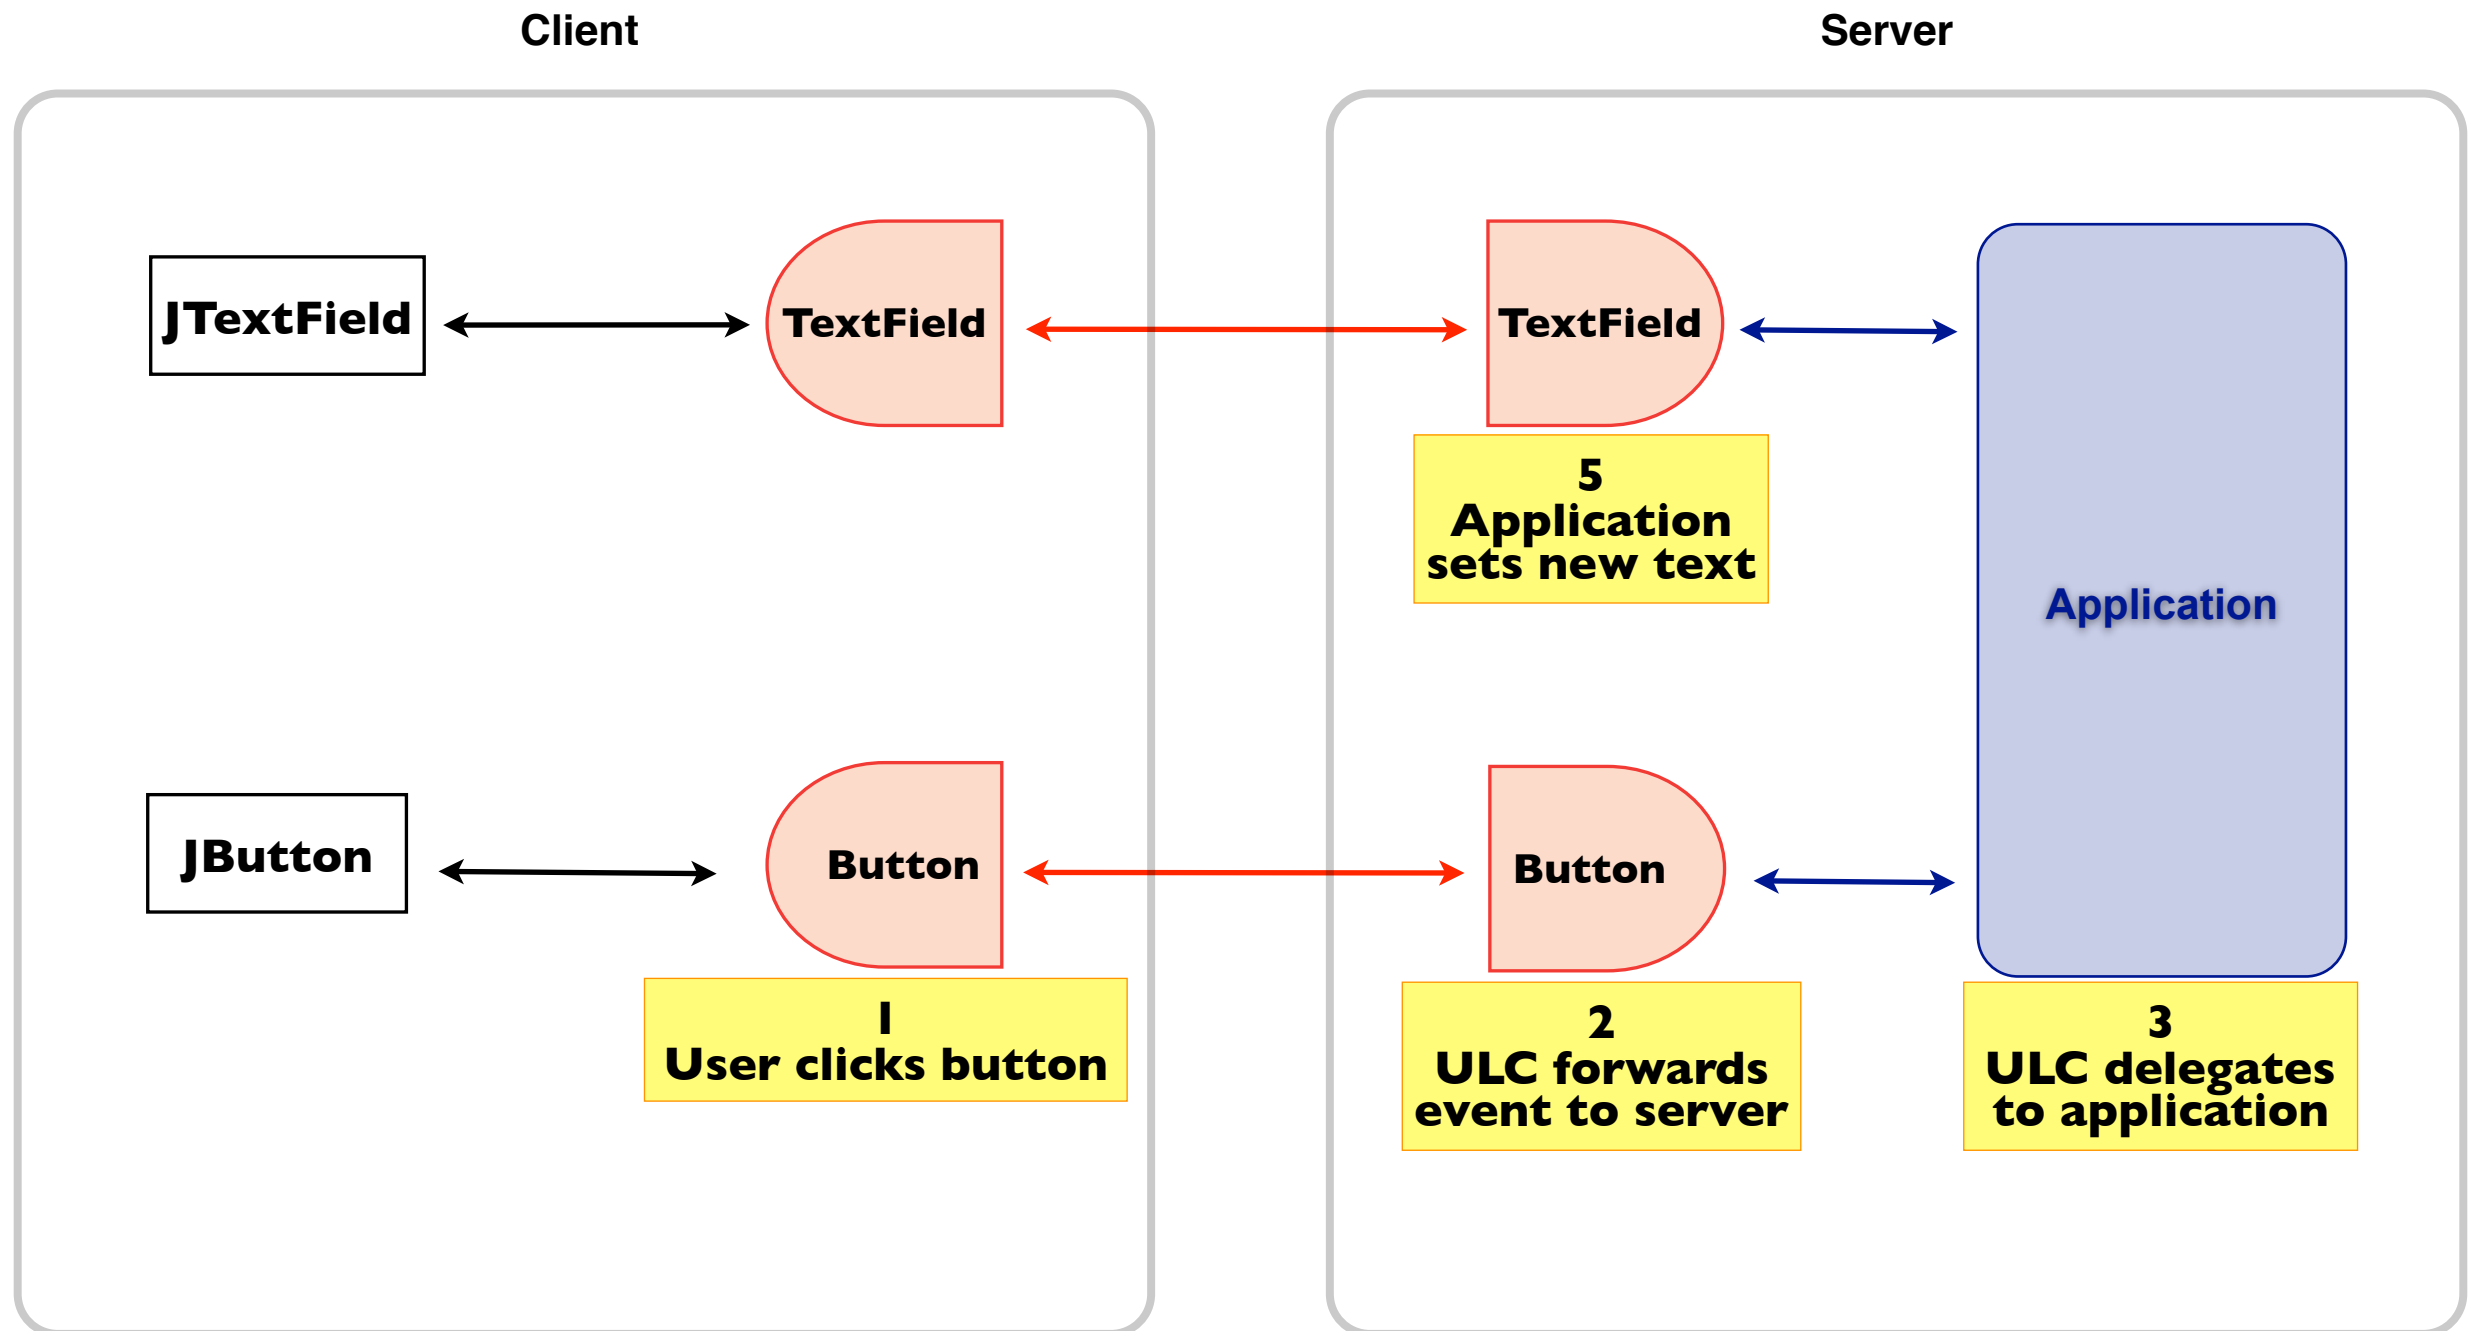 Client
Server
JTextField
TextField
TextField
5
Application
sets new text
Application
JButton
Button
Button
1
User clicks button
2
ULC forwards
event to server
3
ULC delegates
to application